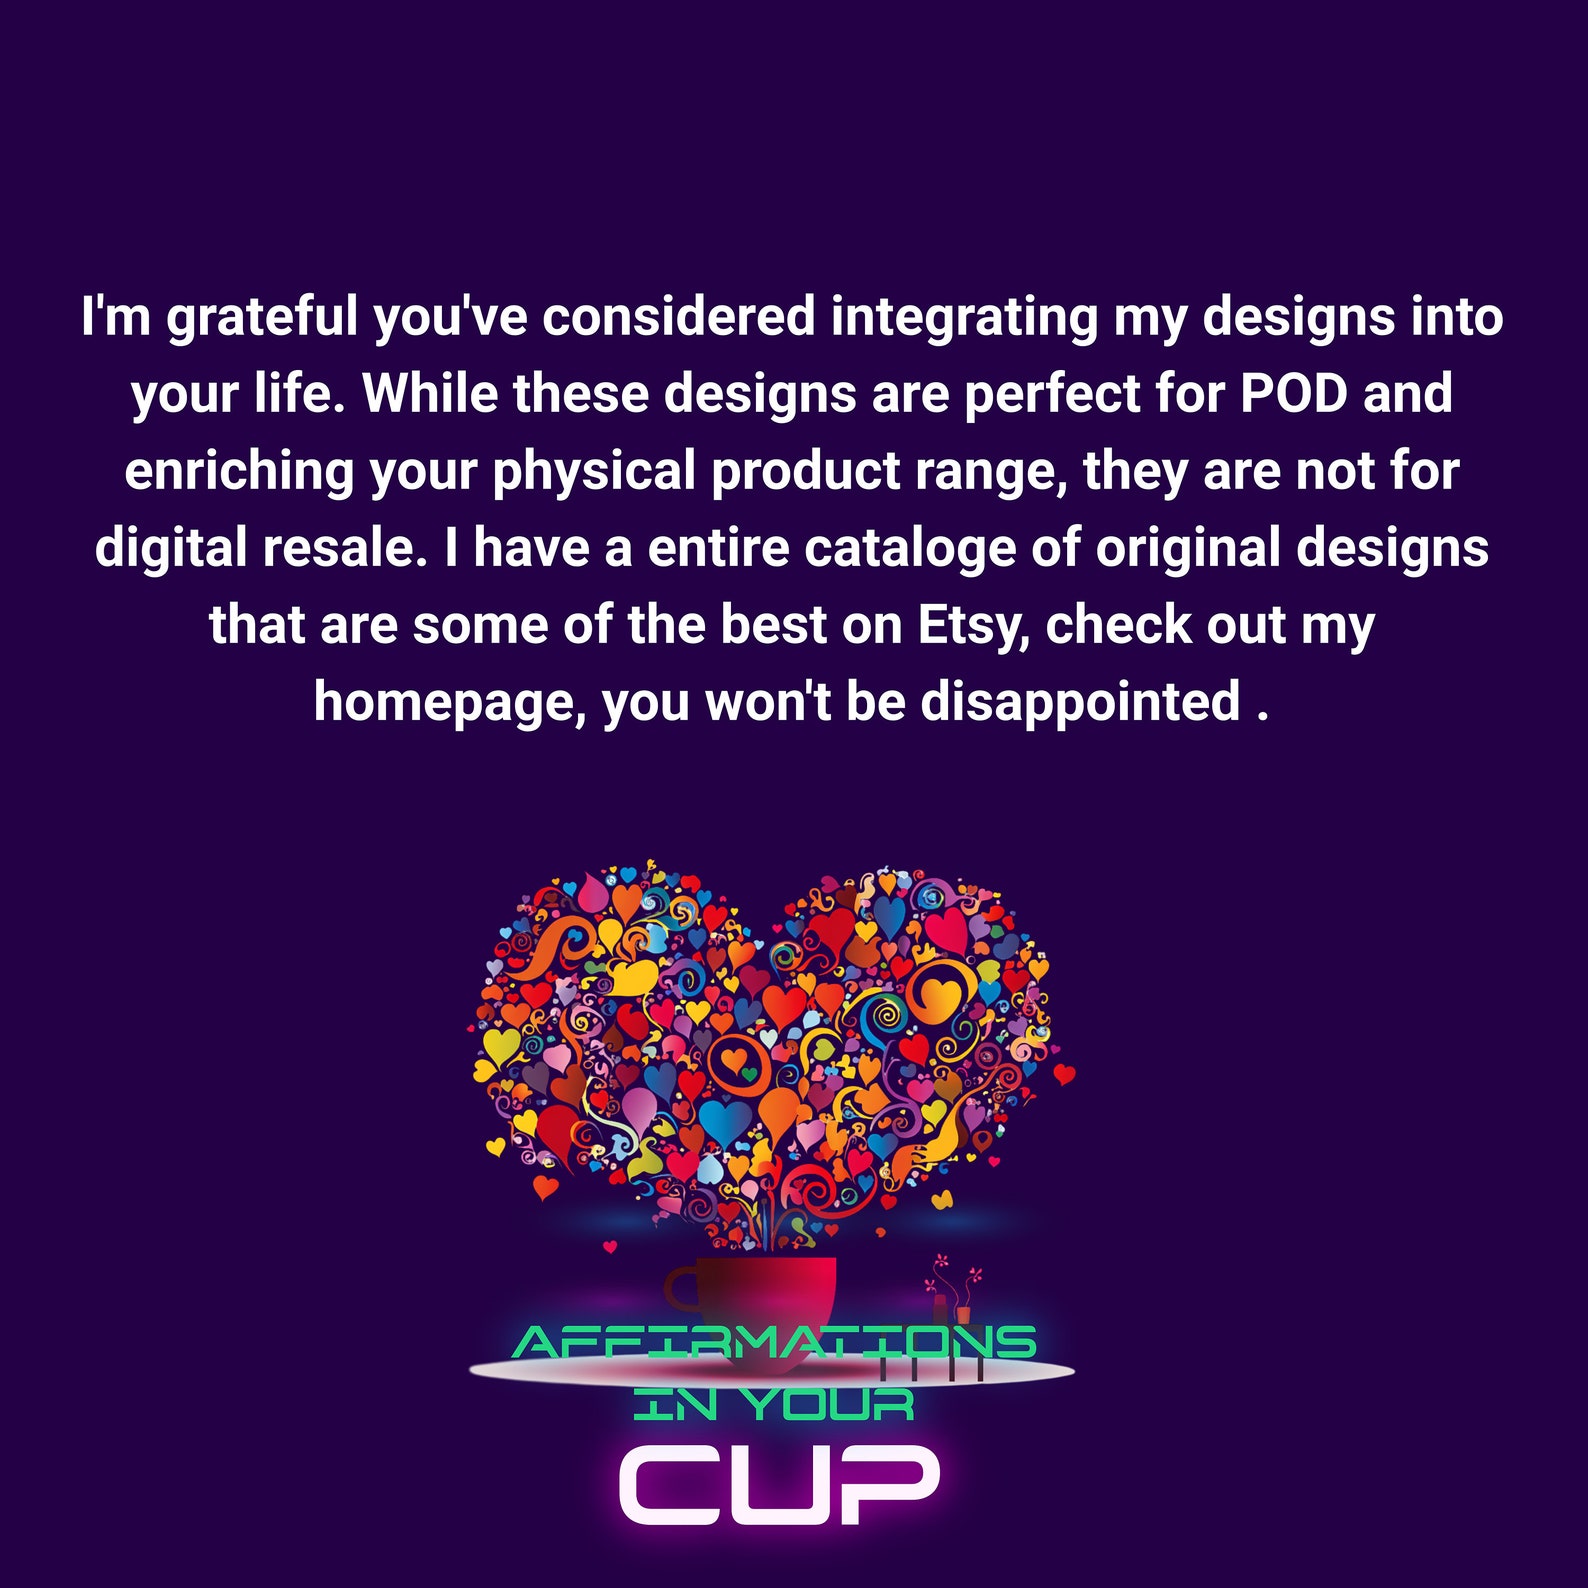 I'm grateful you've considered integrating my designs into
your life. While these designs are perfect for POD and
enriching your physical product range, they are not for
digital resale. I have a entire cataloge of original designs
that are some of the best on Etsy, check out my
homepage, you won't be disappointed .
AFFIRMATIONS
IN YOUR
CUP